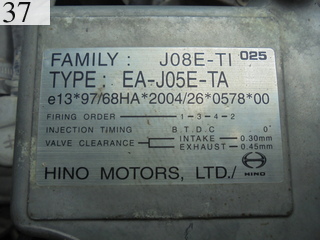 37
FAMILY : J08E-TI 025
TYPE : EA-J05E-TA
e13*97/68HA*2004/26*0578*00
FIRING ORDER 1-3-4-2
INJECTION TIMING B.T.D.C 0°
VALVE CLEARANCE INTAKE 0.30mm
EXHAUST 0.45mm
HINO MOTORS, LTD. HINO